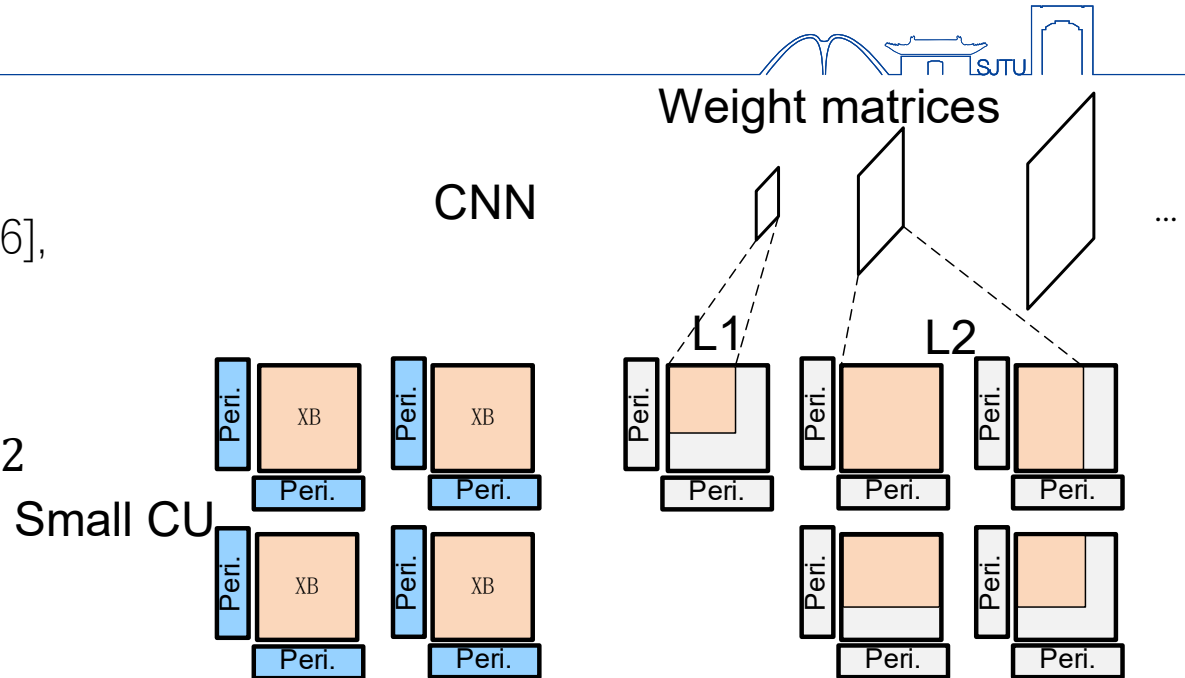 SJTU
Weight matrices
CNN
6],
...
L1
L2
Peri.
XB
Peri.
XB
Peri.
Peri.
Peri.
Peri.
Peri.
Peri.
Peri.
Peri.
2
Small CU
Peri.
XB
Peri.
XB
Peri.
Peri.
Peri.
Peri.
Peri.
Peri.